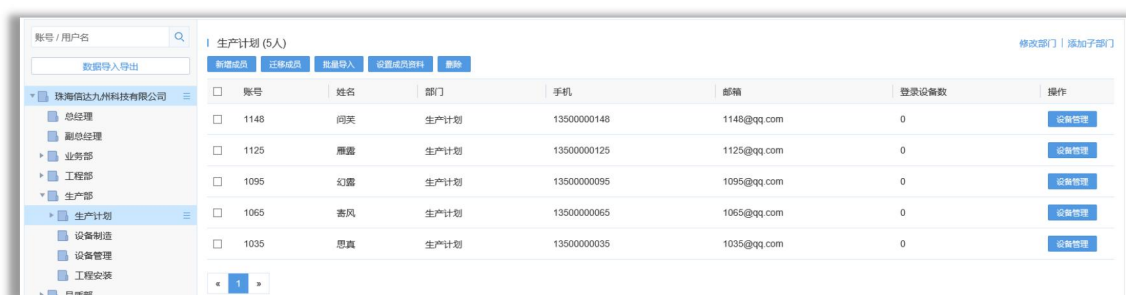 账号 / 用户名
数据导入导出
珠海信达九州科技有限公司
总经理
副总经理
业务部
工程部
生产部
生产计划
设备制造
设备管理
工程安装
品质部
生产计划 (5人)
修改部门 | 添加子部门
新增成员 迁移成员 批量导入 设置成员资料 删除
账号 姓名 部门 手机 邮箱 登录设备数 操作
1148 问芙 生产计划 13500000148 1148@qq.com 0 设备管理
1125 雁露 生产计划 13500000125 1125@qq.com 0 设备管理
1095 幻露 生产计划 13500000095 1095@qq.com 0 设备管理
1065 寄风 生产计划 13500000065 1065@qq.com 0 设备管理
1035 思真 生产计划 13500000035 1035@qq.com 0 设备管理
« 1 »